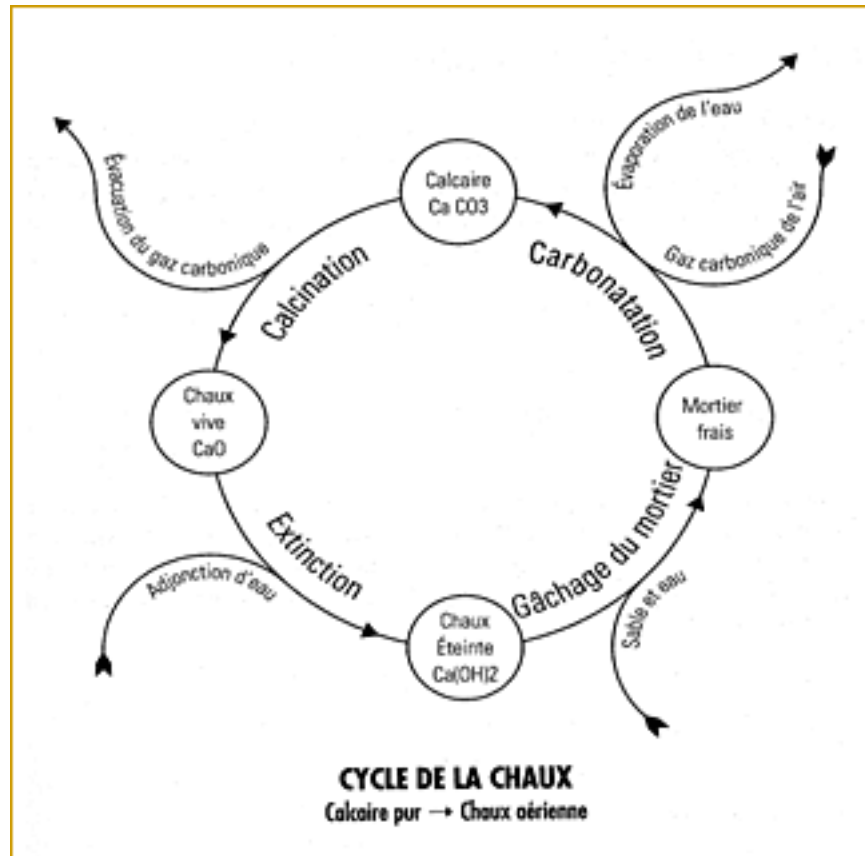 Évaporation de l'eau
Évacuation du gaz carbonique
Gaz carbonique de l'air
Calcaire
Ca CO3
Calcination
Carbonatation
Chaux
vive
CaO
Mortier
frais
Extinction
Gâchage du mortier
Adjonction d'eau
Sable et eau
Chaux
Éteinte
Ca(OH)2
CYCLE DE LA CHAUX
Calcaire pur → Chaux aérienne